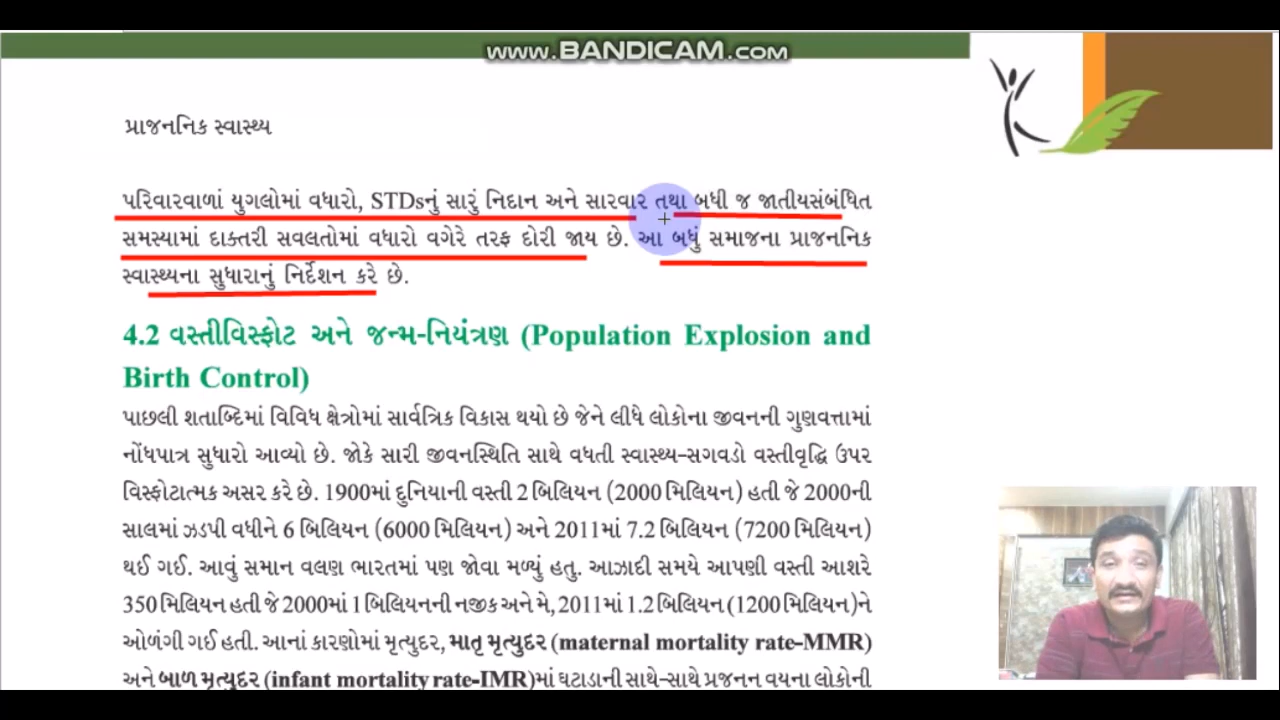 www.BANDICAM.com
પ્રાજનનિક સ્વાસ્થ્ય
પરિવારવાળાં યુગલોમાં વધારો, STDsનું સારું નિદાન અને સારવાર તથા બધી જ જાતીયસંબંધિત
સમસ્યામાં દાક્તરી સવલતોમાં વધારો વગેરે તરફ દોરી જાય છે. આ બધું સમાજના પ્રાજનનિક
સ્વાસ્થ્યના સુધારાનું નિર્દેશન કરે છે.
4.2 વસ્તીવિસ્ફોટ અને જન્મ-નિયંત્રણ (Population Explosion and
Birth Control)
પાછલી શતાબ્દિમાં વિવિધ ક્ષેત્રોમાં સાર્વત્રિક વિકાસ થયો છે જેને લીધે લોકોના જીવનની ગુણવત્તામાં
નોંધપાત્ર સુધારો આવ્યો છે. જોકે સારી જીવનસ્થિતિ સાથે વધતી સ્વાસ્થ્ય-સગવડો વસ્તીવૃદ્ધિ ઉપર
વિસ્ફોટાત્મક અસર કરે છે. 1900માં દુનિયાની વસ્તી 2 બિલિયન (2000 મિલિયન) હતી જે 2000ની
સાલમાં ઝડપી વધીને 6 બિલિયન (6000 મિલિયન) અને 2011માં 7.2 બિલિયન (7200 મિલિયન)
થઈ ગઈ. આવું સમાન વલણ ભારતમાં પણ જોવા મળ્યું હતુ. આઝાદી સમયે આપણી વસ્તી આશરે
350 મિલિયન હતી જે 2000માં 1 બિલિયનની નજીક અને મે, 2011માં 1.2 બિલિયન (1200 મિલિયન)ને
ઓળંગી ગઈ હતી. આનાં કારણોમાં મૃત્યુદર, માતૃ મૃત્યુદર (maternal mortality rate-MMR)
અને બાળ મૃત્યુદર (infant mortality rate-IMR)માં ઘટાડાની સાથે-સાથે પ્રજનન વયના લોકોની